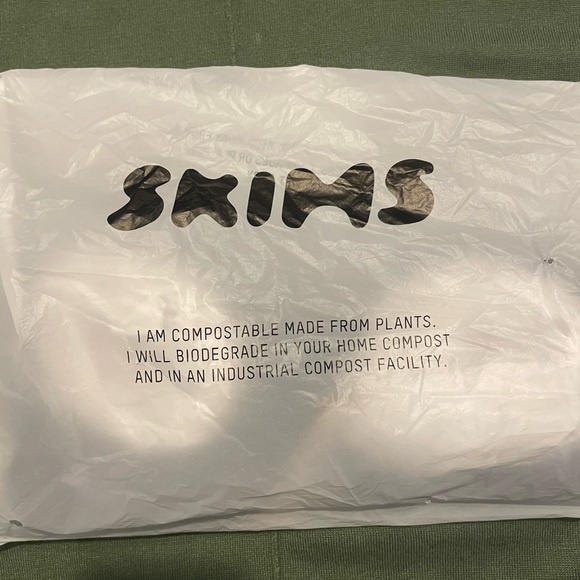 SKIMS
I AM COMPOSTABLE MADE FROM PLANTS.
I WILL BIODEGRADE IN YOUR HOME COMPOST
AND IN AN INDUSTRIAL COMPOST FACILITY.